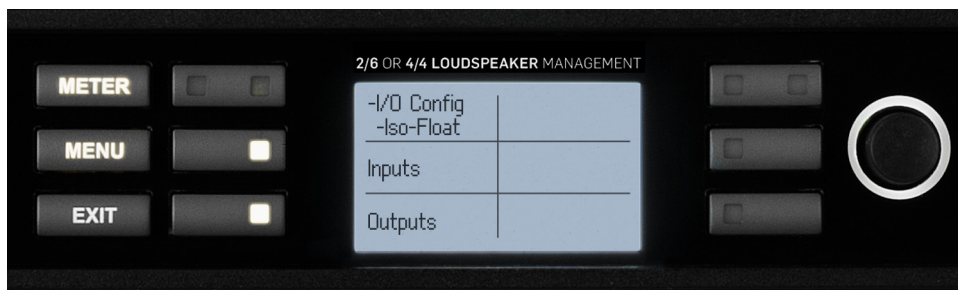 2/6 OR 4/4 LOUDSPEAKER MANAGEMENT
METER
-I/O Config
-Iso-Float
MENU
Inputs
EXIT
Outputs